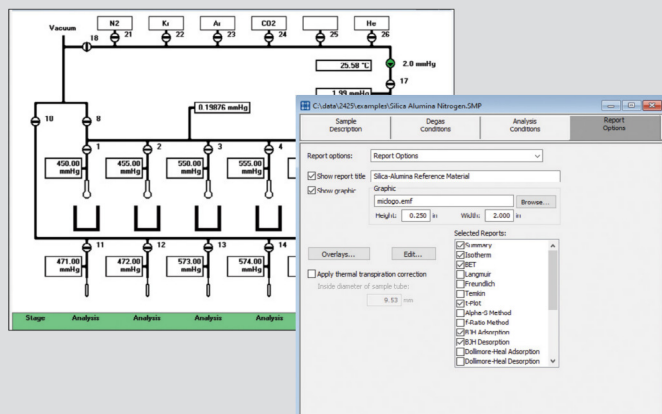 Vacuum
N2 Kr Ar CO2 He
21 22 23 24 25 26
18
25.58 °C
2.0 mmHg
17
1.99 mmHg
0.19876 mmHg
10 8
1 2 3 4
450.00 mmHg
455.00 mmHg
550.00 mmHg
555.00 mmHg
11 12 13 14
471.00 mmHg
472.00 mmHg
573.00 mmHg
574.00 mmHg
Stage Analysis Analysis Analysis Analysis
C:\data\2425\examples\Silica Alumina Nitrogen.SMP
Sample Description
Degas Conditions
Analysis Conditions
Report Options
Report options: Report Options
Show report title Silica-Alumina Reference Material
Show graphic
Graphic
miclogo.emf Browse...
Height: 0.250 in Width: 2.000 in
Overlays... Edit...
Apply thermal transpiration correction
Inside diameter of sample tube:
9.53 mm
Selected Reports:
Summary
Isotherm
BET
Langmuir
Freundlich
Temkin
t-Plot
Alpha-S Method
f-Ratio Method
BJH Adsorption
BJH Desorption
Dollimore-Heal Adsorption
Dollimore-Heal Desorption